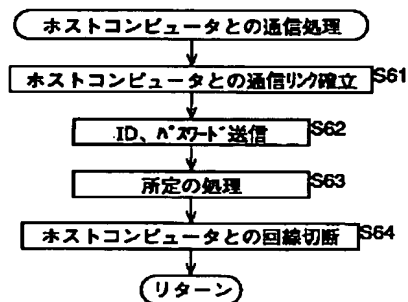 ホストコンピュータとの通信処理
ホストコンピュータとの通信リンク確立 S61
ID、パスワード送信 S62
所定の処理 S63
ホストコンピュータとの回線切断 S64
リターン